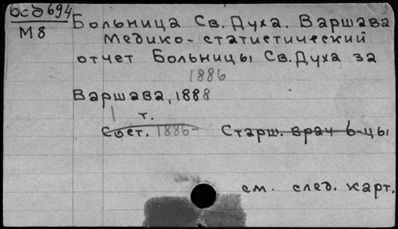 осд 694
М8
Больница Св. Духа. Варшава
Медико-статистический
отчет Больницы Св. Духа за
1886
Варшава, 1888
1 т.
Сост. 1886- Старш. врач б-цы
см. след. карт.